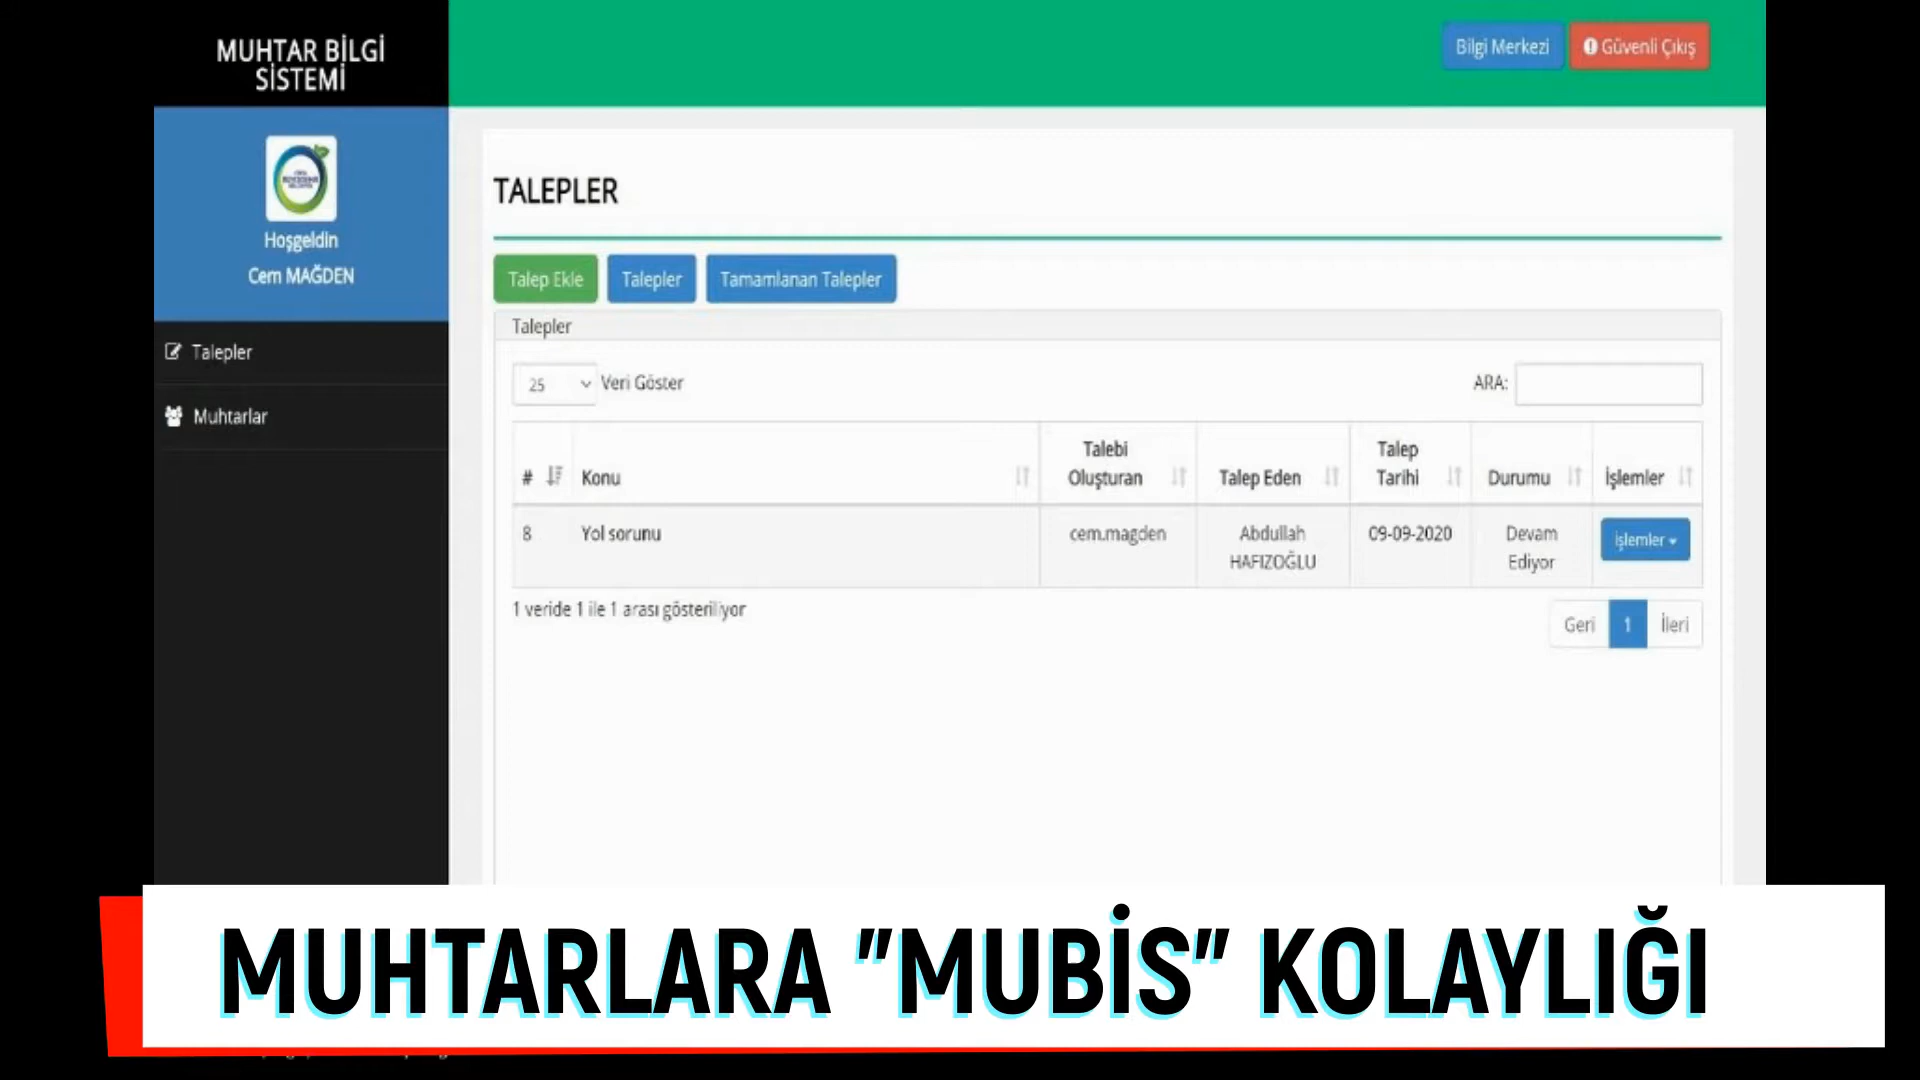 MUHTAR BİLGİ
SİSTEMİ
Bilgi Merkezi
Güvenli Çıkış
Hoşgeldin
Cem MAĞDEN
Talepler
Muhtarlar
TALEPLER
Talep Ekle
Talepler
Tamamlanan Talepler
Talepler
25
Veri Göster
ARA:
#
Konu
Talebi
Oluşturan
Talep Eden
Talep
Tarihi
Durumu
İşlemler
8
Yol sorunu
cem.magden
Abdullah
HAFIZOĞLU
09-09-2020
Devam
Ediyor
işlemler
1 veride 1 ile 1 arası gösteriliyor
Geri
1
İleri
MUHTARLARA "MUBİS" KOLAYLIĞI